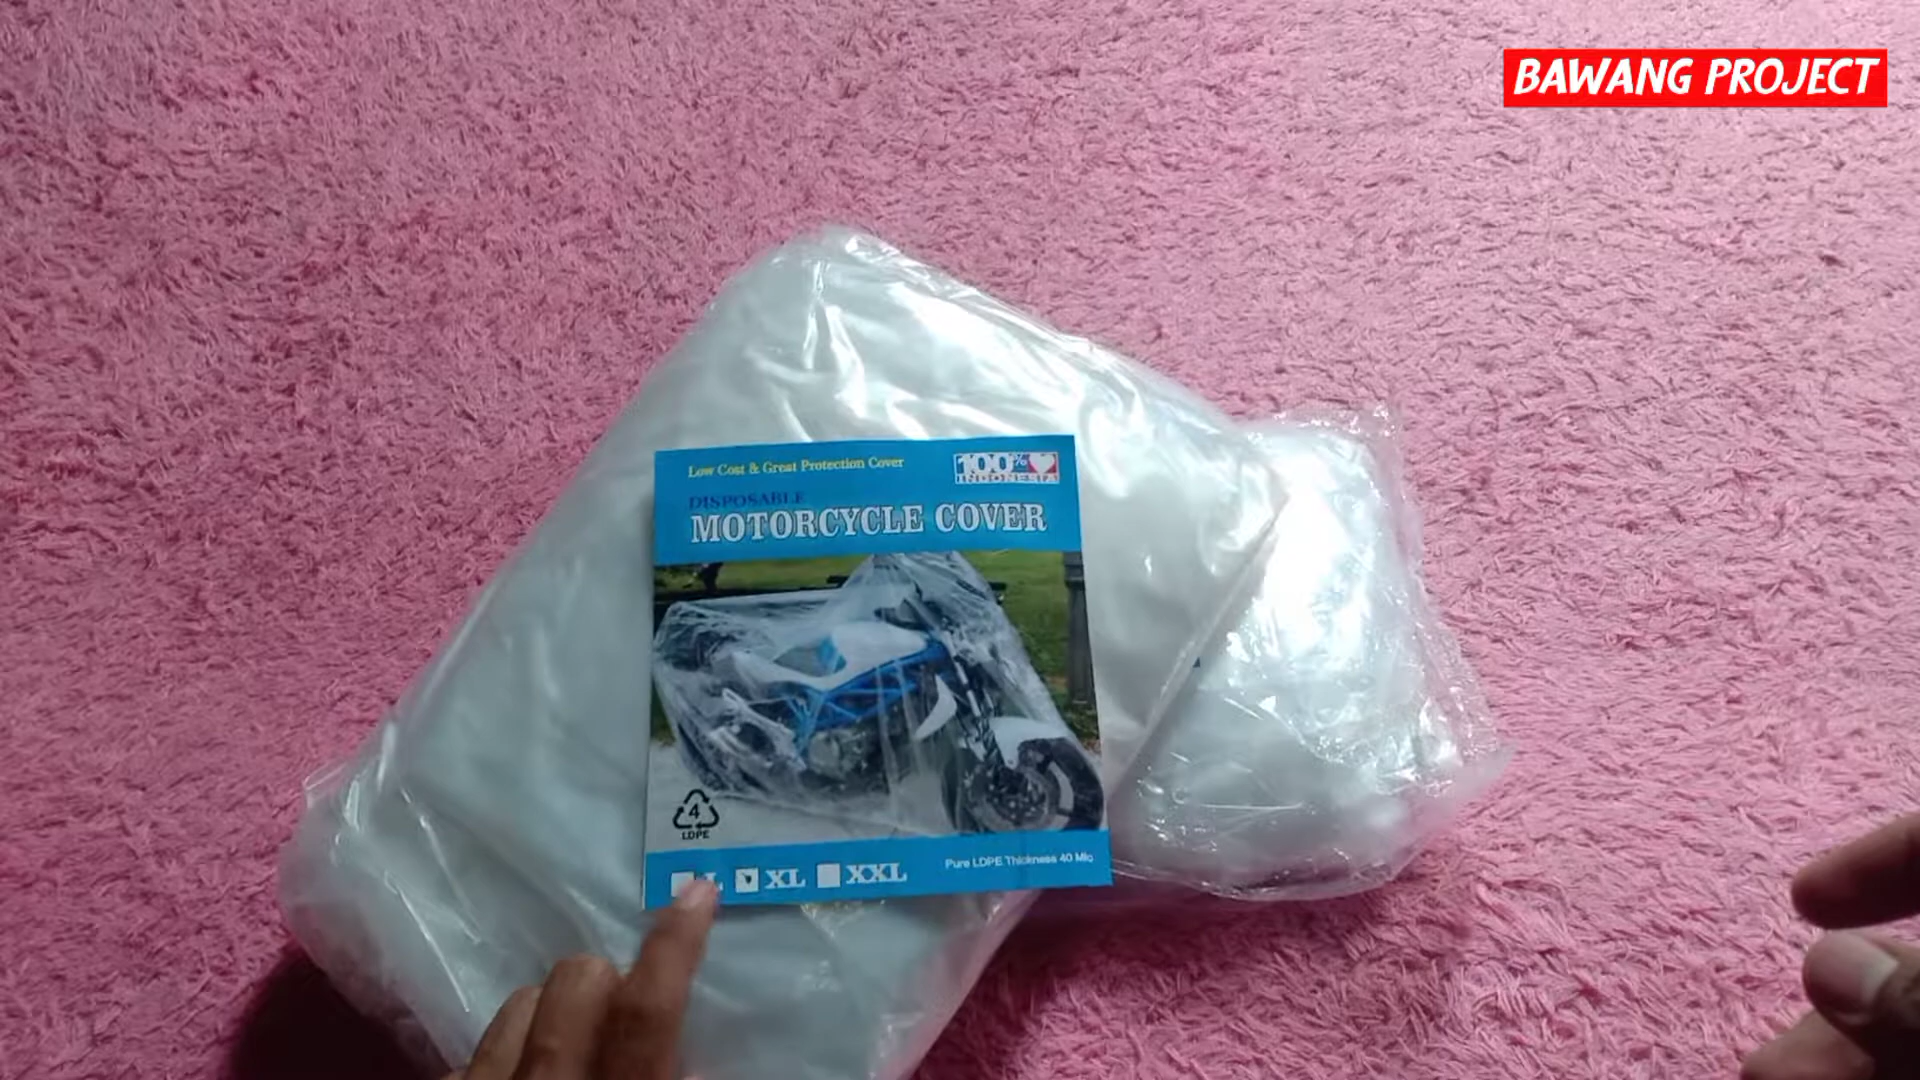 BAWANG PROJECT
Low Cost & Great Protection Cover
100%
INDONESIA
DISPOSABLE
MOTORCYCLE COVER
4
LDPE
L XL XXL
Pure LDPE Thickness 40 Mic